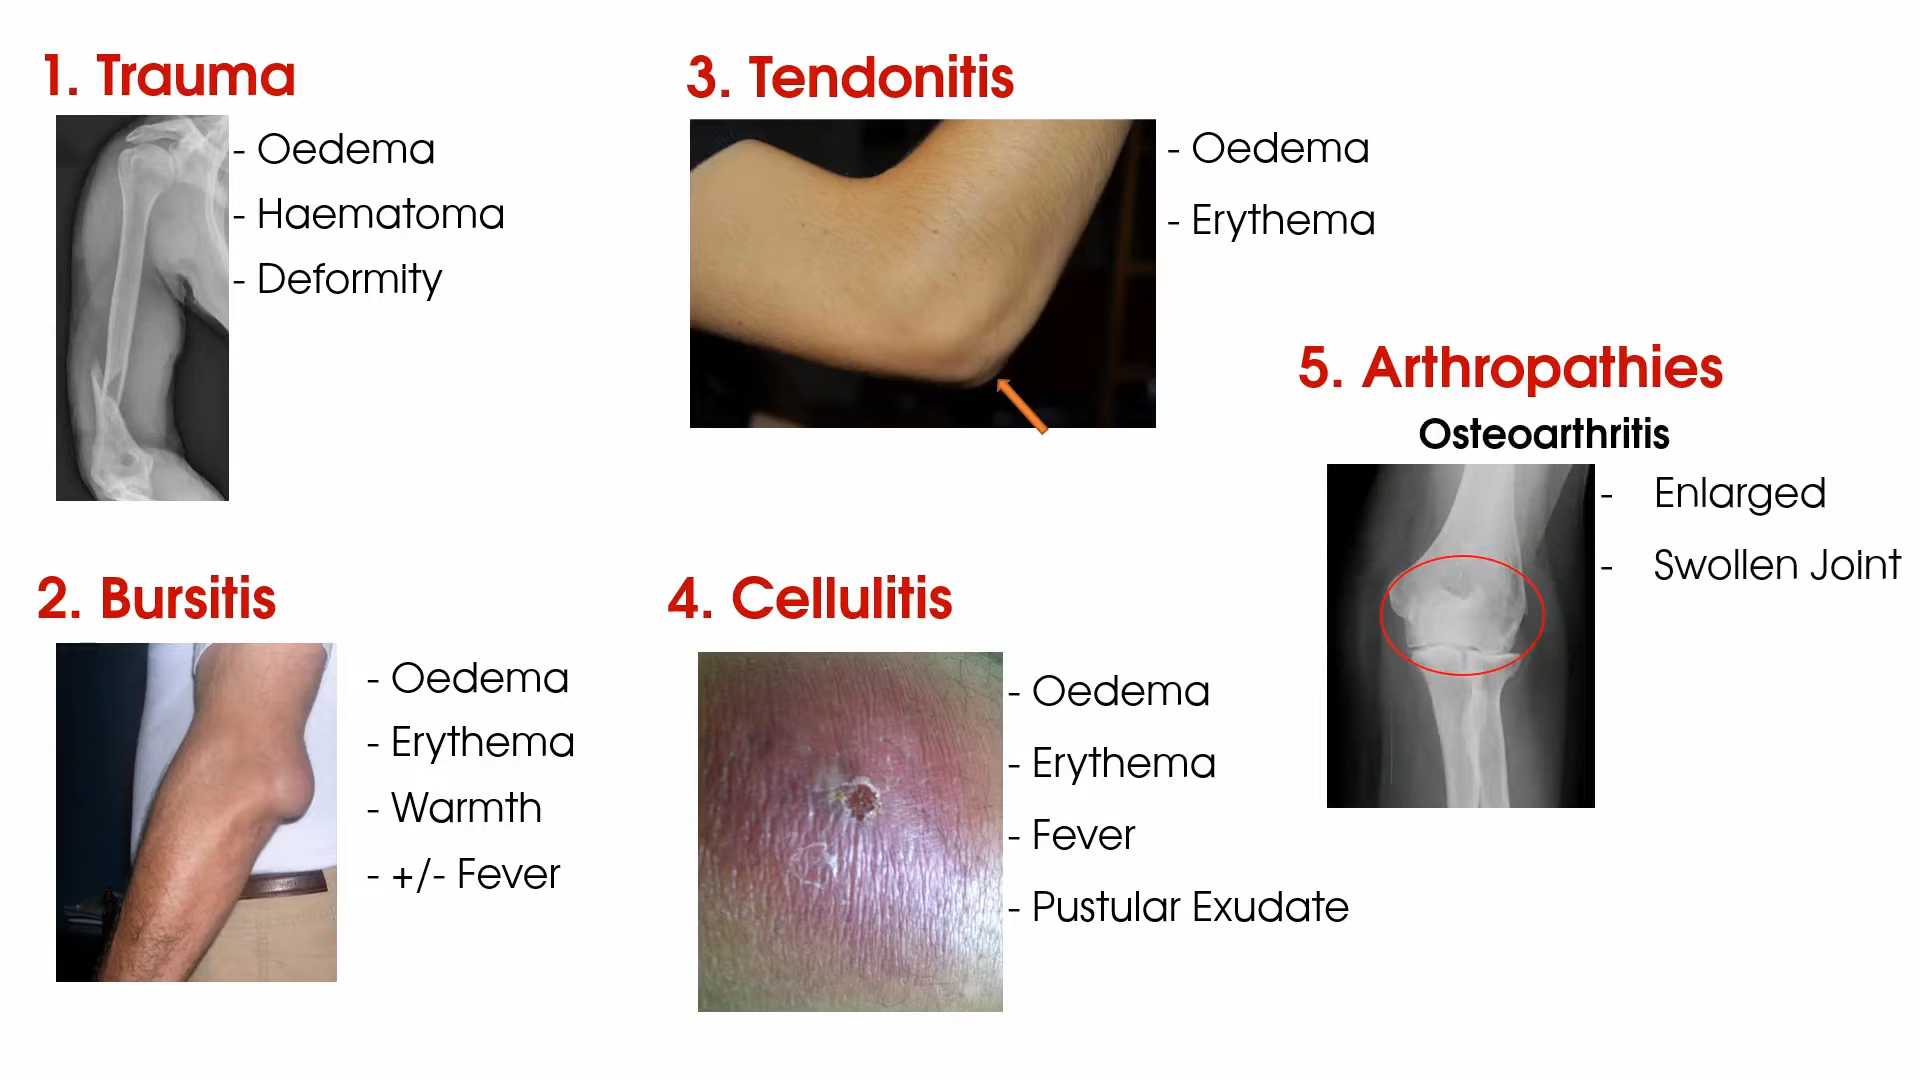 1. Trauma
- Oedema
- Haematoma
- Deformity
2. Bursitis
- Oedema
- Erythema
- Warmth
- +/- Fever
3. Tendonitis
- Oedema
- Erythema
4. Cellulitis
- Oedema
- Erythema
- Fever
- Pustular Exudate
5. Arthropathies
Osteoarthritis
- Enlarged
- Swollen Joint